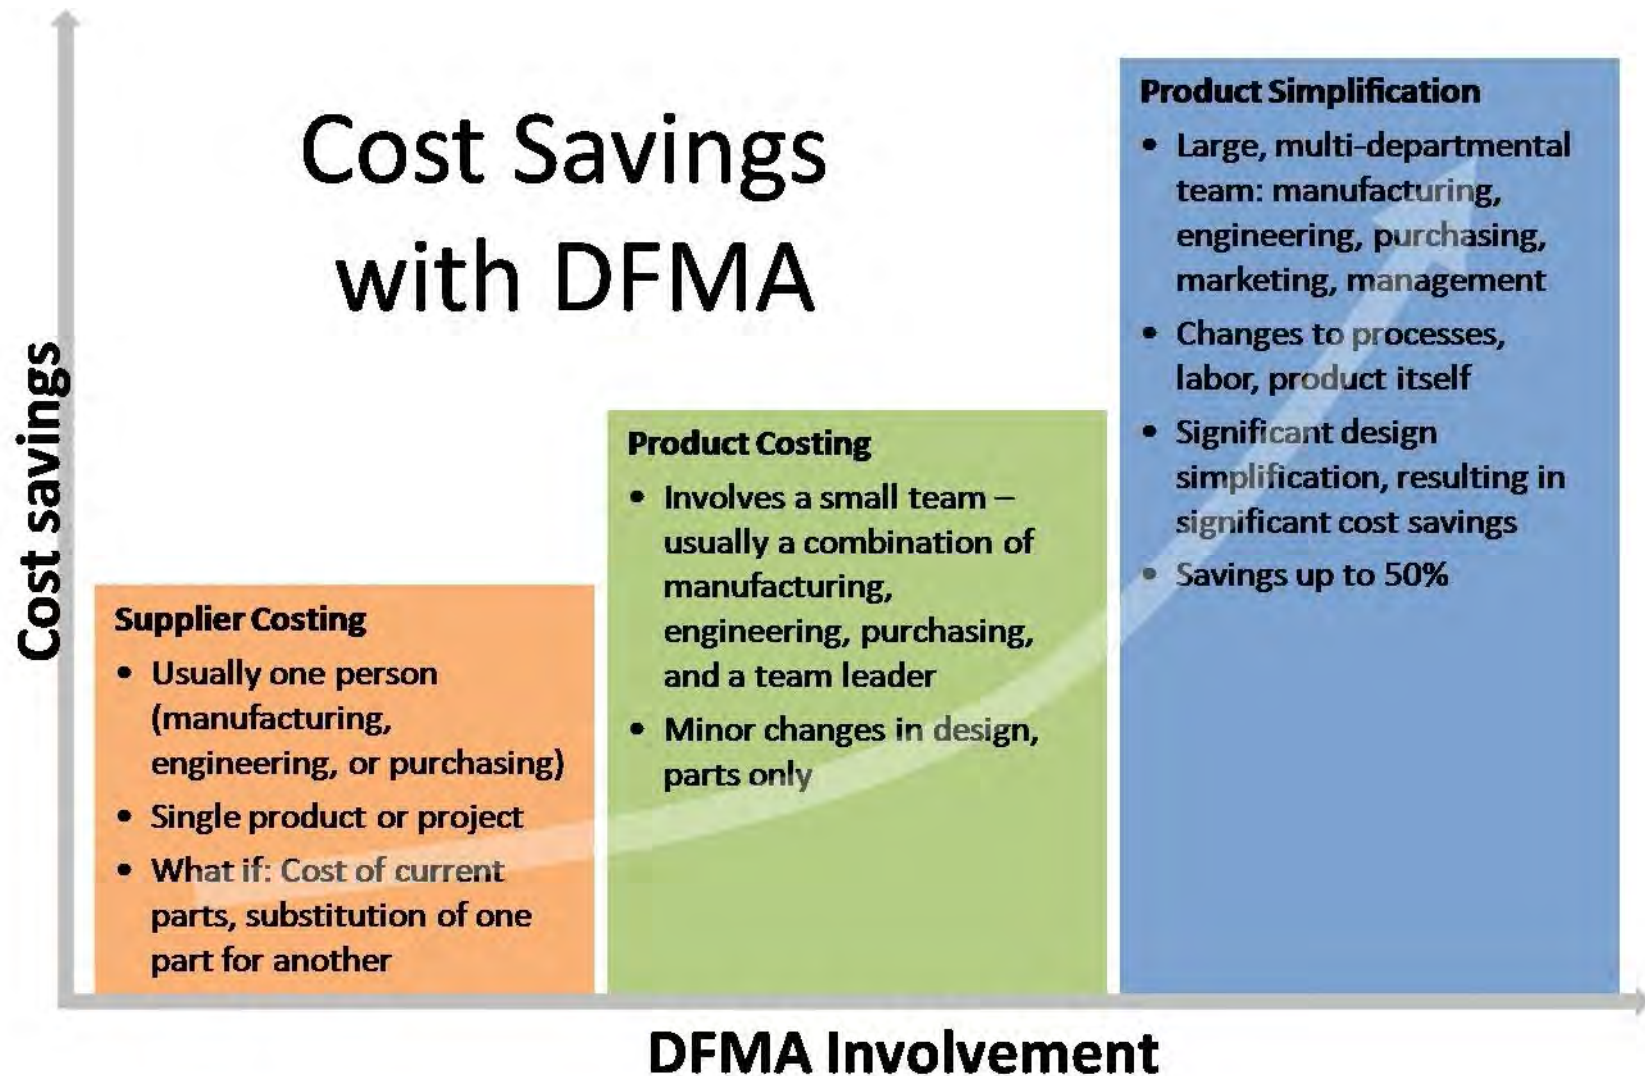 Cost Savings
with DFMA
Cost savings
Supplier Costing
• Usually one person
(manufacturing,
engineering, or purchasing)
• Single product or project
• What if: Cost of current
parts, substitution of one
part for another
Product Costing
• Involves a small team –
usually a combination of
manufacturing,
engineering, purchasing,
and a team leader
• Minor changes in design,
parts only
Product Simplification
• Large, multi-departmental
team: manufacturing,
engineering, purchasing,
marketing, management
• Changes to processes,
labor, product itself
• Significant design
simplification, resulting in
significant cost savings
• Savings up to 50%
DFMA Involvement